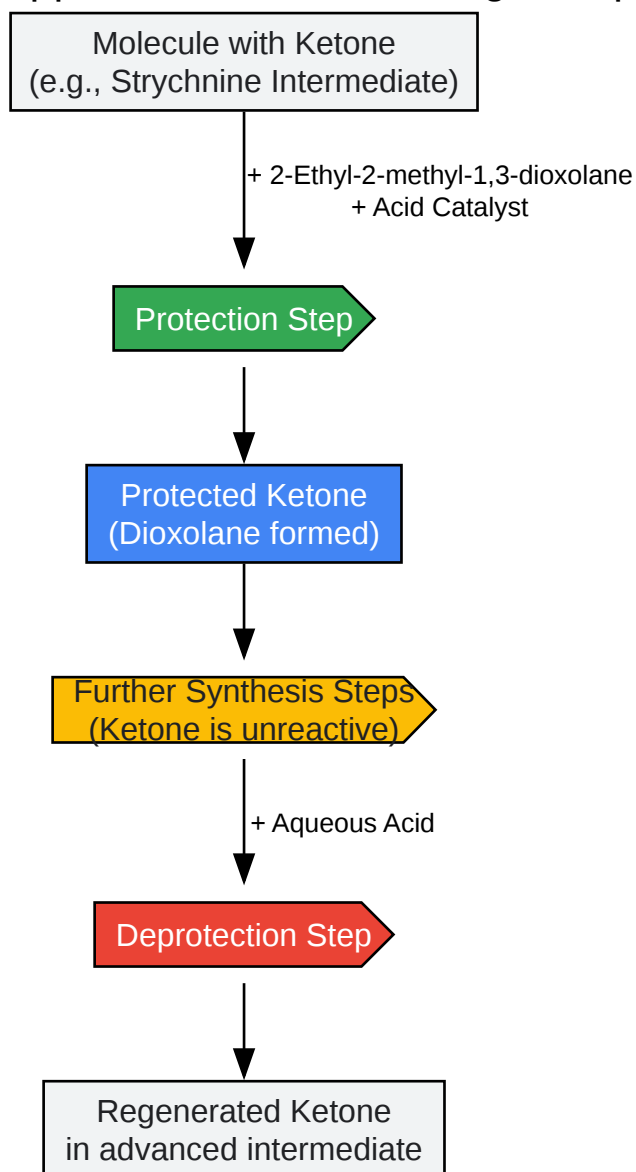 Molecule with Ketone
(e.g., Strychnine Intermediate)
+ 2-Ethyl-2-methyl-1,3-dioxolane
+ Acid Catalyst
Protection Step
Protected Ketone
(Dioxolane formed)
Further Synthesis Steps
(Ketone is unreactive)
+ Aqueous Acid
Deprotection Step
Regenerated Ketone
in advanced intermediate